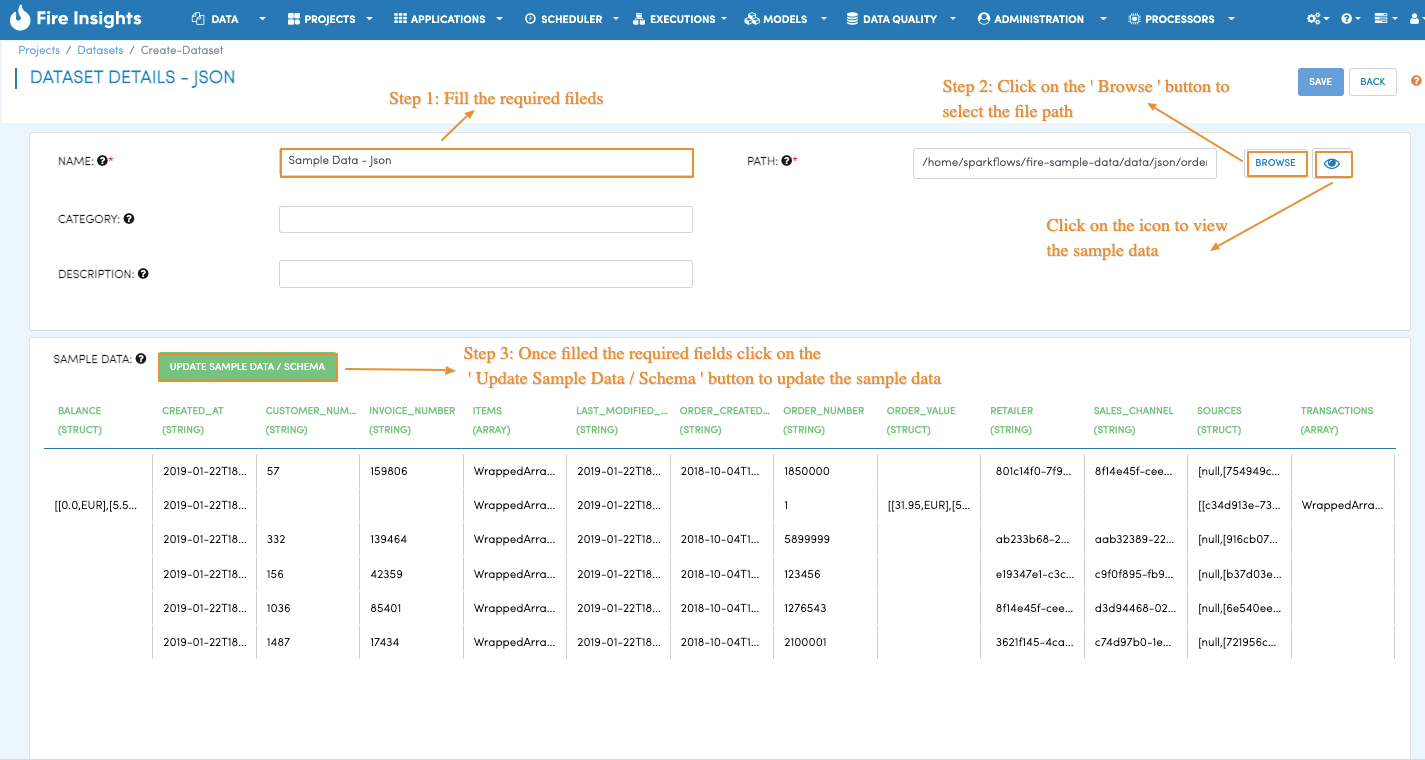 Fire Insights DATA PROJECTS APPLICATIONS SCHEDULER EXECUTIONS MODELS DATA QUALITY ADMINISTRATION PROCESSORS
Projects / Datasets / Create-Dataset
DATASET DETAILS - JSON
SAVE BACK
Step 1: Fill the required fileds
Step 2: Click on the ' Browse ' button to
select the file path
NAME: * Sample Data - Json PATH: * /home/sparkflows/fire-sample-data/data/json/order BROWSE
CATEGORY:
Click on the icon to view
the sample data
DESCRIPTION:
SAMPLE DATA: UPDATE SAMPLE DATA / SCHEMA
Step 3: Once filled the required fields click on the
' Update Sample Data / Schema ' button to update the sample data
BALANCE CREATED_AT CUSTOMER_NUM... INVOICE_NUMBER ITEMS LAST_MODIFIED_... ORDER_CREATED... ORDER_NUMBER ORDER_VALUE RETAILER SALES_CHANNEL SOURCES TRANSACTIONS
(STRUCT) (STRING) (STRING) (STRING) (ARRAY) (STRING) (STRING) (STRING) (STRUCT) (STRING) (STRING) (STRUCT) (ARRAY)
2019-01-22T18... 57 159806 WrappedArra... 2019-01-22T18... 2018-10-04T1... 1850000 801c14f0-7f9... 8f14e45f-cee... [null,[754949c...
[[0.0,EUR],[5.5... 2019-01-22T18... WrappedArra... 2019-01-22T18... 1 [[31.95,EUR],[5... [[c34d913e-73... WrappedArra...
2019-01-22T18... 332 139464 WrappedArra... 2019-01-22T18... 2018-10-04T1... 5899999 ab233b68-2... aab32389-22... [null,[916cb07...
2019-01-22T18... 156 42359 WrappedArra... 2019-01-22T18... 2018-10-04T1... 123456 e19347e1-c3c... c9f0f895-fb9... [null,[b37d03e...
2019-01-22T18... 1036 85401 WrappedArra... 2019-01-22T18... 2018-10-04T1... 1276543 8f14e45f-cee... d3d94468-02... [null,[6e540ee...
2019-01-22T18... 1487 17434 WrappedArra... 2019-01-22T18... 2018-10-04T1... 2100001 3621f145-4ca... c74d97b0-1e... [null,[721956c...